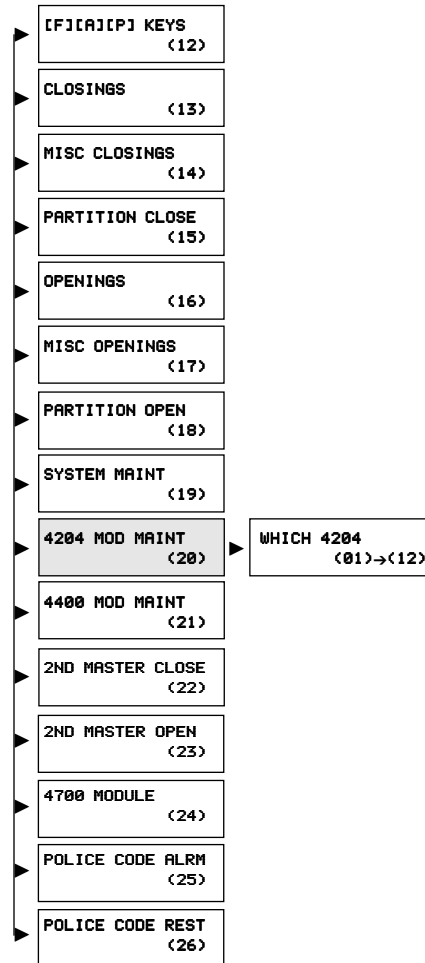 [F][A][P] KEYS
(12)
CLOSINGS
(13)
MISC CLOSINGS
(14)
PARTITION CLOSE
(15)
OPENINGS
(16)
MISC OPENINGS
(17)
PARTITION OPEN
(18)
SYSTEM MAINT
(19)
4204 MOD MAINT
(20)
WHICH 4204
(01)→(12)
4400 MOD MAINT
(21)
2ND MASTER CLOSE
(22)
2ND MASTER OPEN
(23)
4700 MODULE
(24)
POLICE CODE ALRM
(25)
POLICE CODE REST
(26)